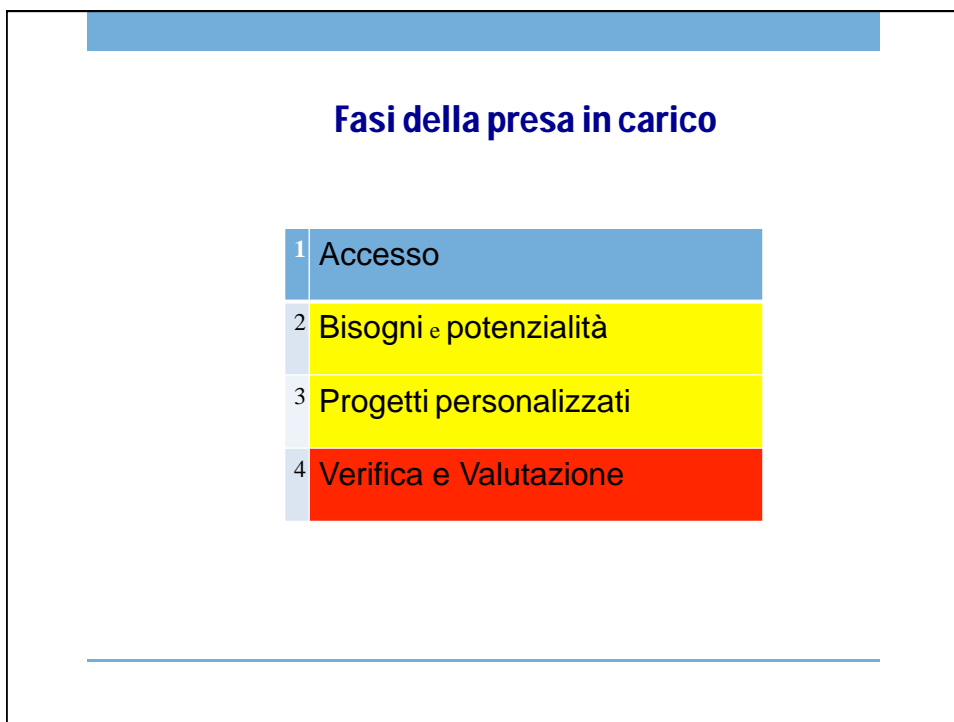 Fasi della presa in carico
1 Accesso
2 Bisogni e potenzialità
3 Progetti personalizzati
4 Verifica e Valutazione